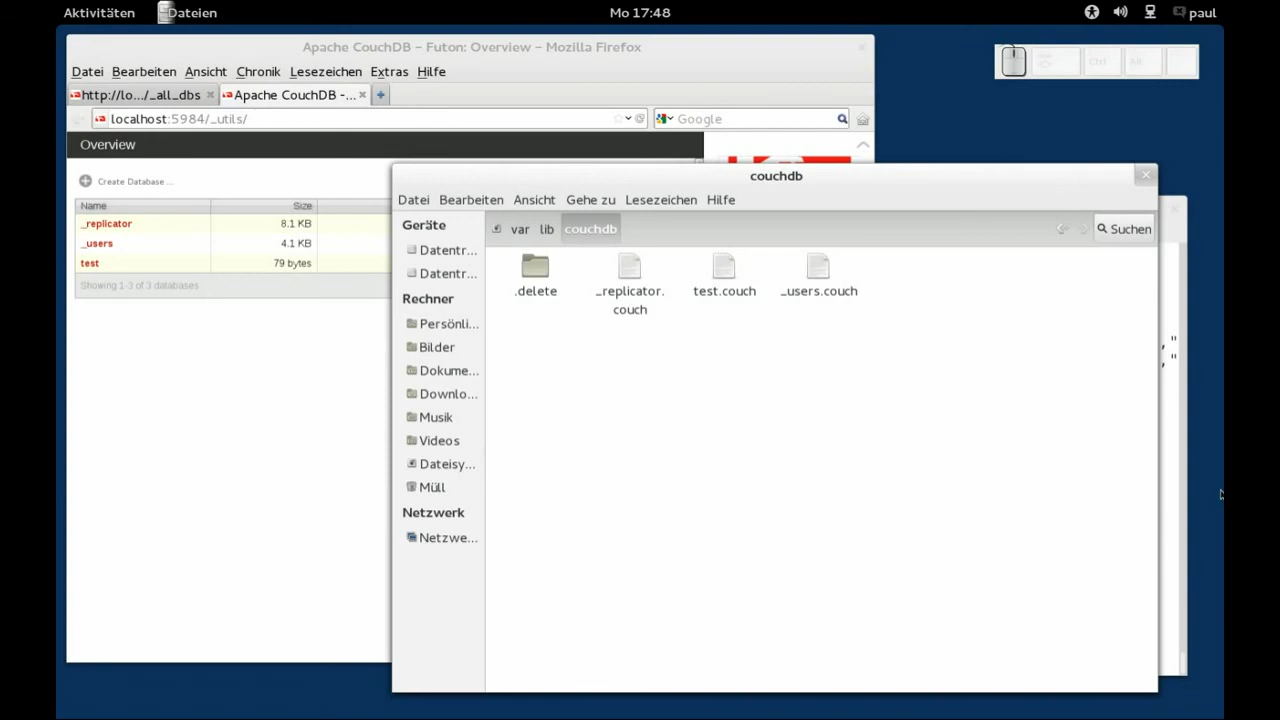 Aktivitäten
Dateien
Mo 17:48
paul
Apache CouchDB – Futon: Overview – Mozilla Firefox
Datei Bearbeiten Ansicht Chronik Lesezeichen Extras Hilfe
http://lo.../_all_dbs
Apache CouchDB -...
localhost:5984/_utils/
Google
Overview
Create Database ...
Name Size
_replicator 8.1 KB
_users 4.1 KB
test 79 bytes
Showing 1-3 of 3 databases
Ctrl
Alt
couchdb
Datei Bearbeiten Ansicht Gehe zu Lesezeichen Hilfe
Geräte
Datentr...
Datentr...
Rechner
Persönli...
Bilder
Dokume...
Downlo...
Musik
Videos
Dateisy...
Müll
Netzwerk
Netzwe...
var lib couchdb
Suchen
.delete
_replicator.
couch
test.couch
_users.couch
, "
, "